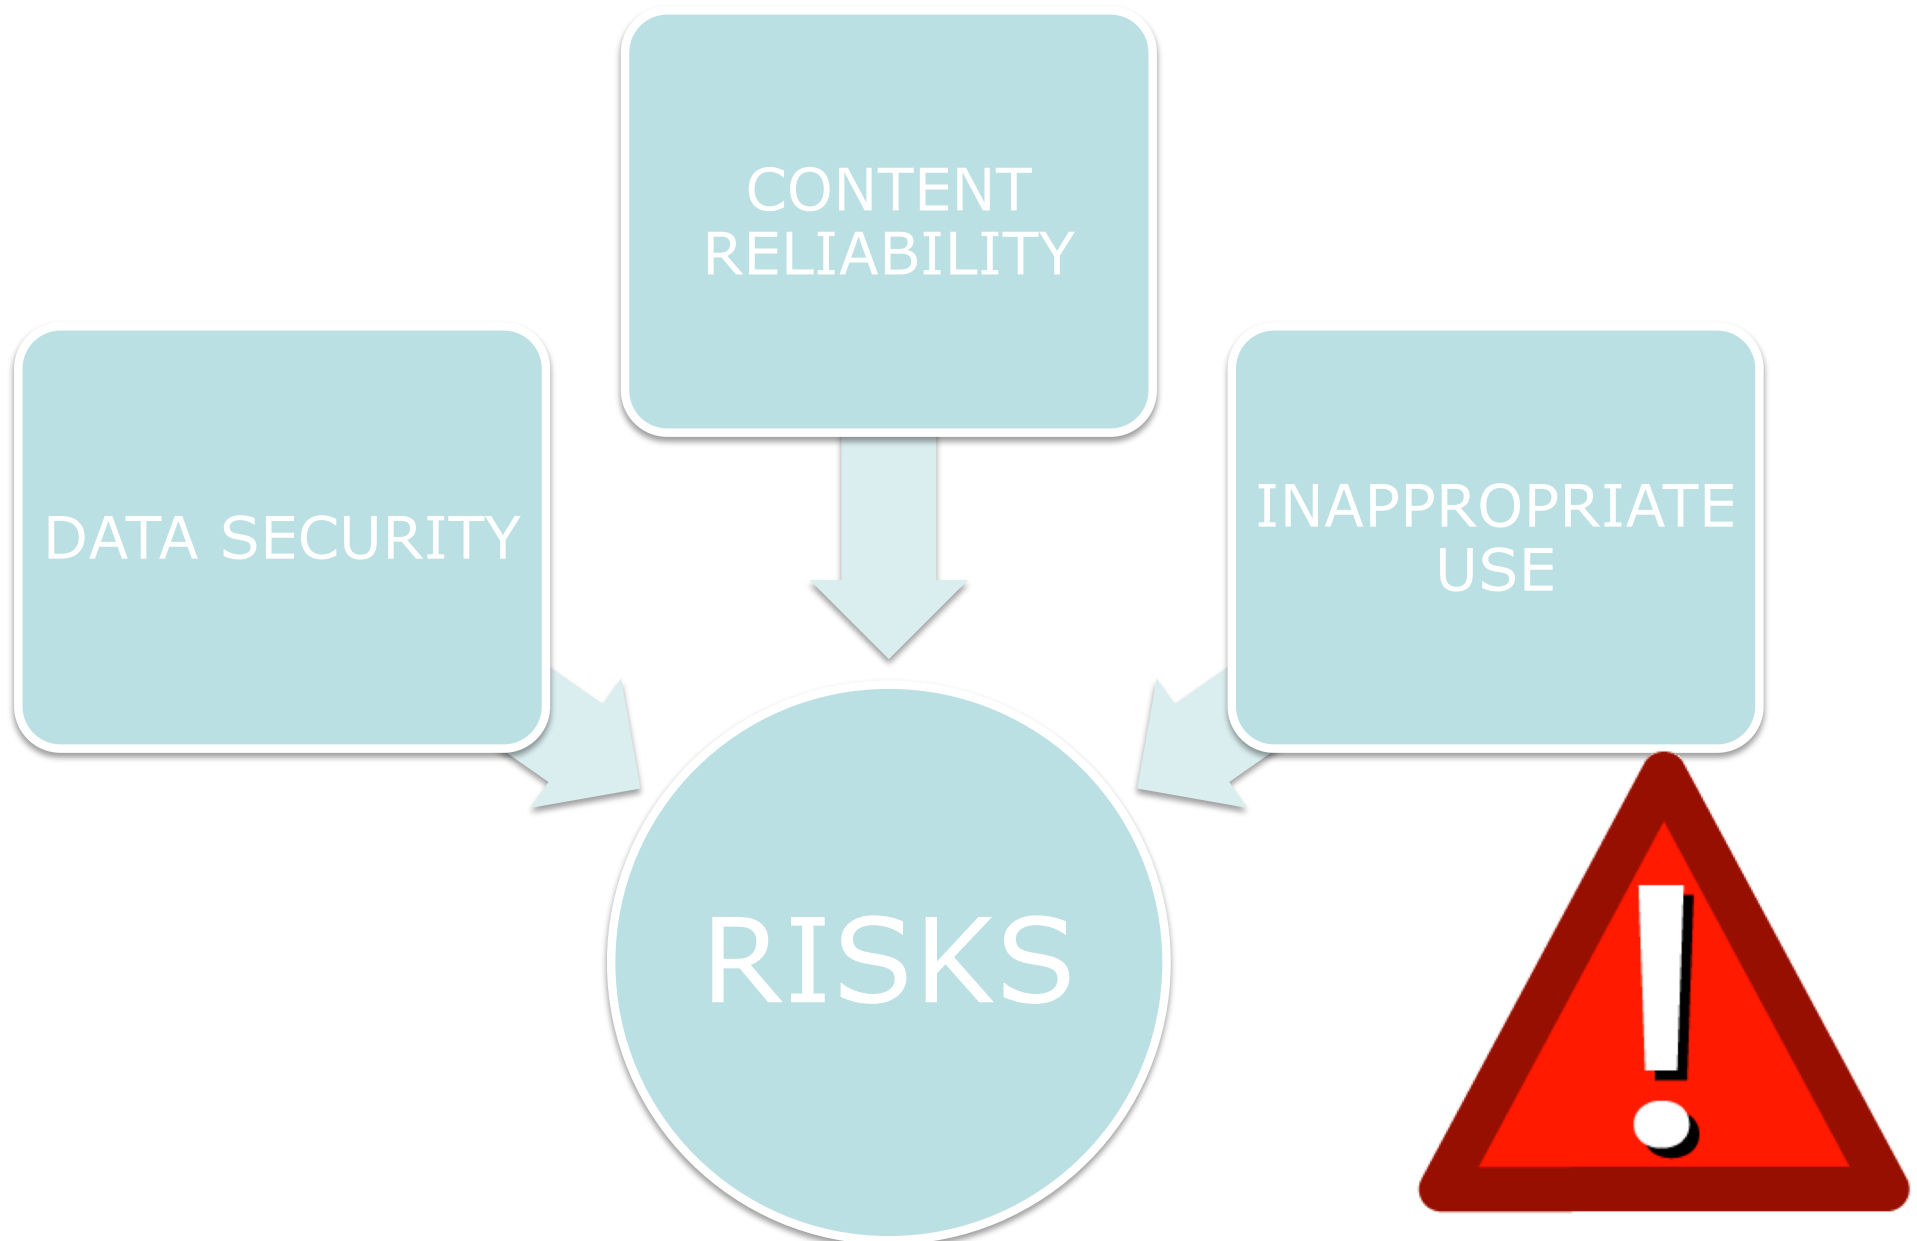 CONTENT
RELIABILITY
DATA SECURITY
INAPPROPRIATE
USE
RISKS
!